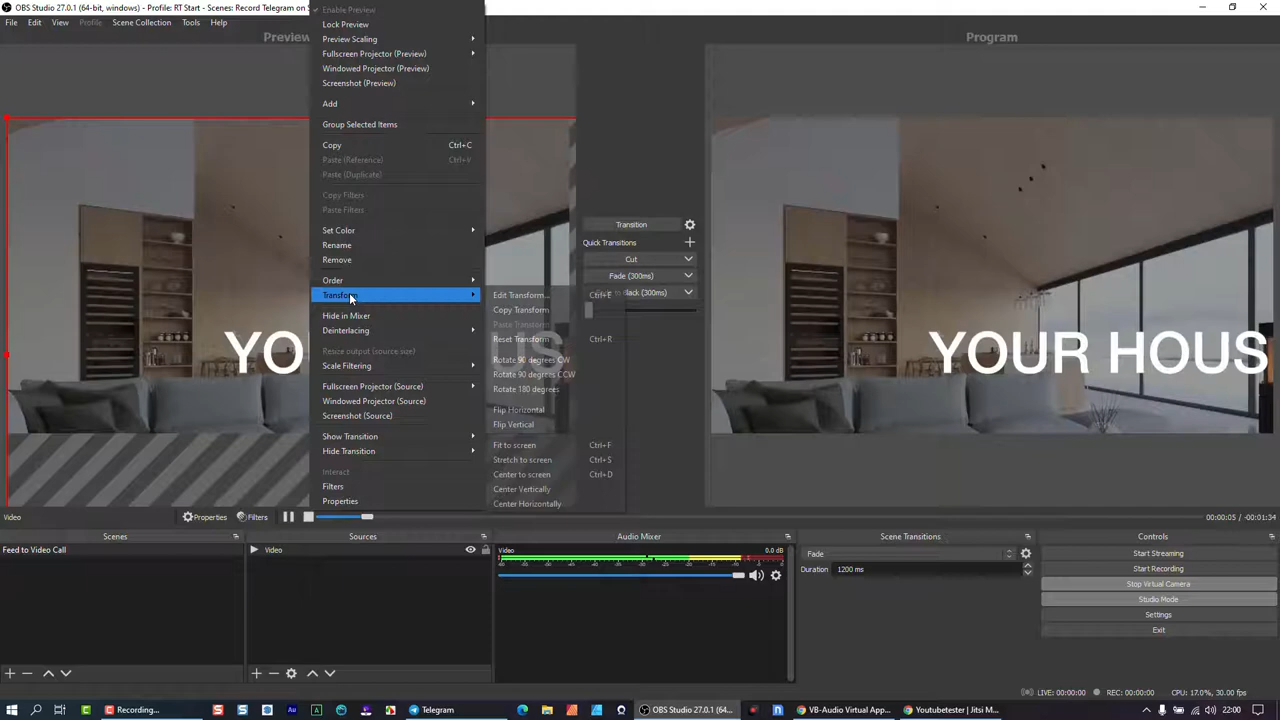 OBS Studio 27.0.1 (64-bit, windows) - Profile: RT Start - Scenes: Record Telegram on S
File Edit View Profile Scene Collection Tools Help
Preview
Program
Enable Preview
Lock Preview
Preview Scaling
Fullscreen Projector (Preview)
Windowed Projector (Preview)
Screenshot (Preview)
Add
Group Selected Items
Copy Ctrl+C
Paste (Reference) Ctrl+V
Paste (Duplicate)
Copy Filters
Paste Filters
Set Color
Rename
Remove
Order
Transform
Hide in Mixer
Deinterlacing
Resize output (source size)
Scale Filtering
Fullscreen Projector (Source)
Windowed Projector (Source)
Screenshot (Source)
Show Transition
Hide Transition
Interact
Filters
Properties
Edit Transform... Ctrl+E
Copy Transform
Paste Transform
Reset Transform Ctrl+R
Rotate 90 degrees CW
Rotate 90 degrees CCW
Rotate 180 degrees
Flip Horizontal
Flip Vertical
Fit to screen Ctrl+F
Stretch to screen Ctrl+S
Center to screen Ctrl+D
Center Vertically
Center Horizontally
Transition
Quick Transitions
Cut
Fade (300ms)
Black (300ms)
YO
YOUR HOUS
Video Properties Filters 00:00:05 / -00:01:34
Scenes Sources Audio Mixer Scene Transitions Controls
Feed to Video Call
Video
Video 0.0 dB
Fade
Duration 1200 ms
Start Streaming
Start Recording
Stop Virtual Camera
Studio Mode
Settings
Exit
LIVE: 00:00:00 REC: 00:00:00 CPU: 17.0%, 30.00 fps
Recording... Telegram OBS Studio 27.0.1 (64... VB-Audio Virtual App... Youtubetester | Jitsi M... 22:00